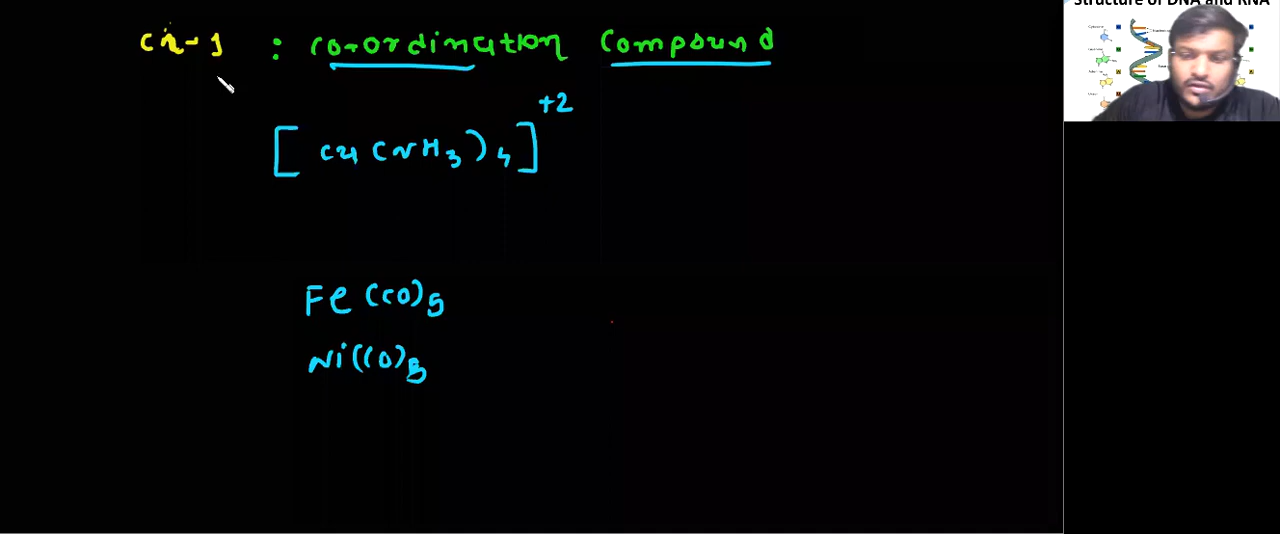 Structure of DNA and RNA
Ch-1 : Co-ordination Compound
[Cu(NH3)4]+2
Fe(CO)5
Ni(CO)